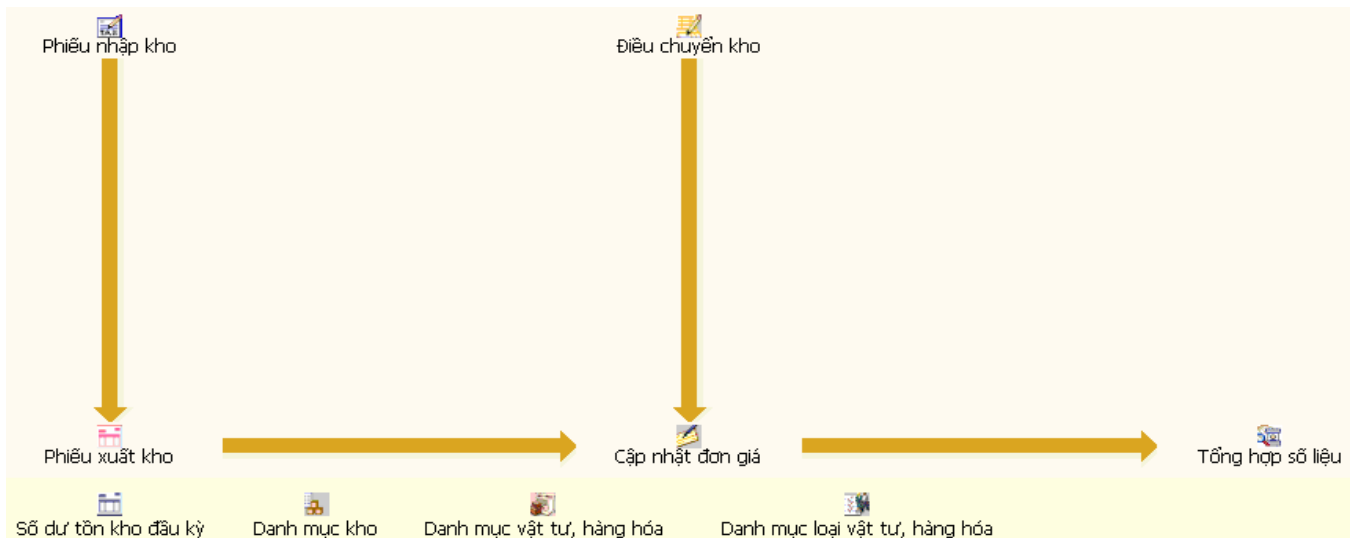 Phiếu nhập kho
Điều chuyển kho
Phiếu xuất kho
Cập nhật đơn giá
Tổng hợp số liệu
Số dư tồn kho đầu kỳ
Danh mục kho
Danh mục vật tư, hàng hóa
Danh mục loại vật tư, hàng hóa